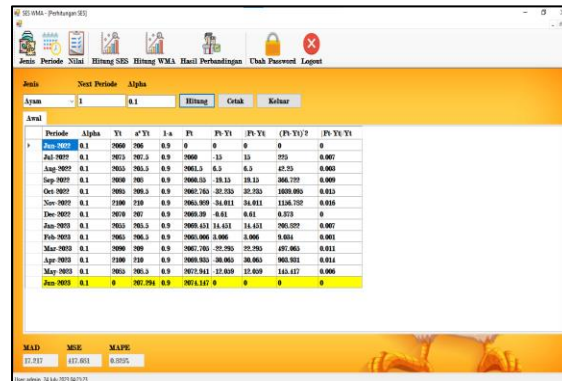 SES WMA - [Perhitungan SES]
Jenis Periode Nilai Hitung SES Hitung WMA Hasil Perbandingan Ubah Password Logout
Jenis Next Periode Alpha
Ayam 1 0.1 Hitung Cetak Keluar
Awal
Periode Alpha Yt a*Yt 1-a Ft Ft-Yt |Ft-Yt| (Ft-Yt)^2 |Ft-Yt/Yt
Jun-2022 0.1 2060 206 0.9 0 0 0 0 0
Jul-2022 0.1 2075 207.5 0.9 2060 -15 15 225 0.007
Aug-2022 0.1 2055 205.5 0.9 2061.5 6.5 6.5 42.25 0.003
Sep-2022 0.1 2080 208 0.9 2060.85 -19.15 19.15 366.722 0.009
Oct-2022 0.1 2095 209.5 0.9 2062.765 -32.235 32.235 1039.095 0.015
Nov-2022 0.1 2100 210 0.9 2065.989 -34.011 34.011 1156.782 0.016
Dec-2022 0.1 2070 207 0.9 2069.39 -0.61 0.61 0.373 0
Jan-2023 0.1 2055 205.5 0.9 2069.451 14.451 14.451 208.822 0.007
Feb-2023 0.1 2065 206.5 0.9 2068.006 3.006 3.006 9.034 0.001
Mar-2023 0.1 2090 209 0.9 2067.705 -22.295 22.295 497.065 0.011
Apr-2023 0.1 2100 210 0.9 2069.935 -30.065 30.065 903.931 0.014
May-2023 0.1 2085 208.5 0.9 2072.941 -12.059 12.059 145.417 0.006
Jun-2023 0.1 0 207.294 0.9 2074.147 0 0 0 0
MAD MSE MAPE
17.217 417.681